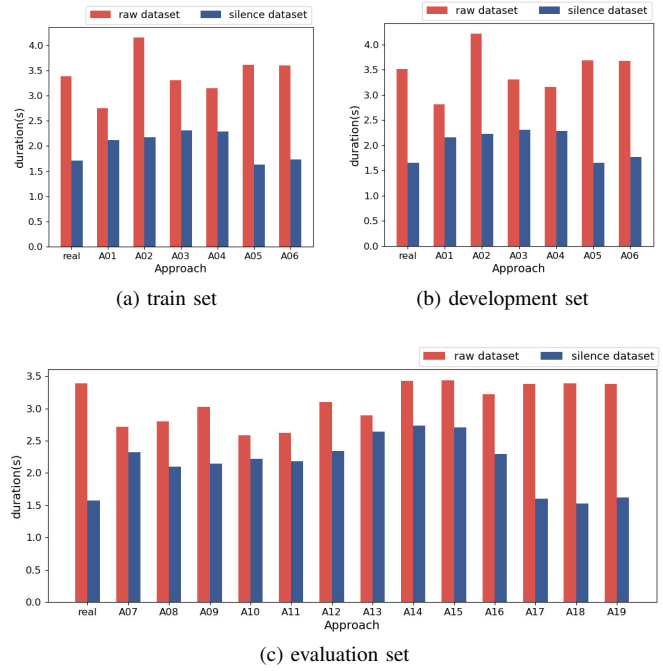 raw dataset silence dataset
4.0
3.5
3.0
2.5
2.0
1.5
1.0
0.5
0.0
duration(s)
real A01 A02 A03 A04 A05 A06
Approach
(a) train set
raw dataset silence dataset
4.0
3.5
3.0
2.5
2.0
1.5
1.0
0.5
0.0
duration(s)
real A01 A02 A03 A04 A05 A06
Approach
(b) development set
raw dataset silence dataset
3.5
3.0
2.5
2.0
1.5
1.0
0.5
0.0
duration(s)
real A07 A08 A09 A10 A11 A12 A13 A14 A15 A16 A17 A18 A19
Approach
(c) evaluation set